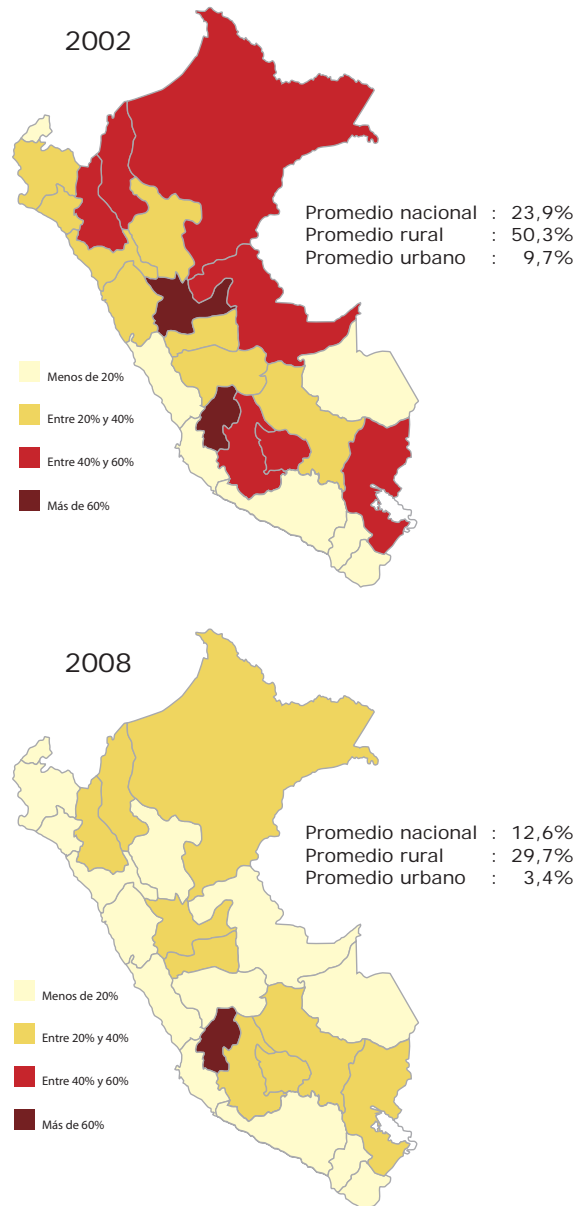 2002
Promedio nacional : 23,9%
Promedio rural : 50,3%
Promedio urbano : 9,7%
Menos de 20%
Entre 20% y 40%
Entre 40% y 60%
Más de 60%
2008
Promedio nacional : 12,6%
Promedio rural : 29,7%
Promedio urbano : 3,4%
Menos de 20%
Entre 20% y 40%
Entre 40% y 60%
Más de 60%